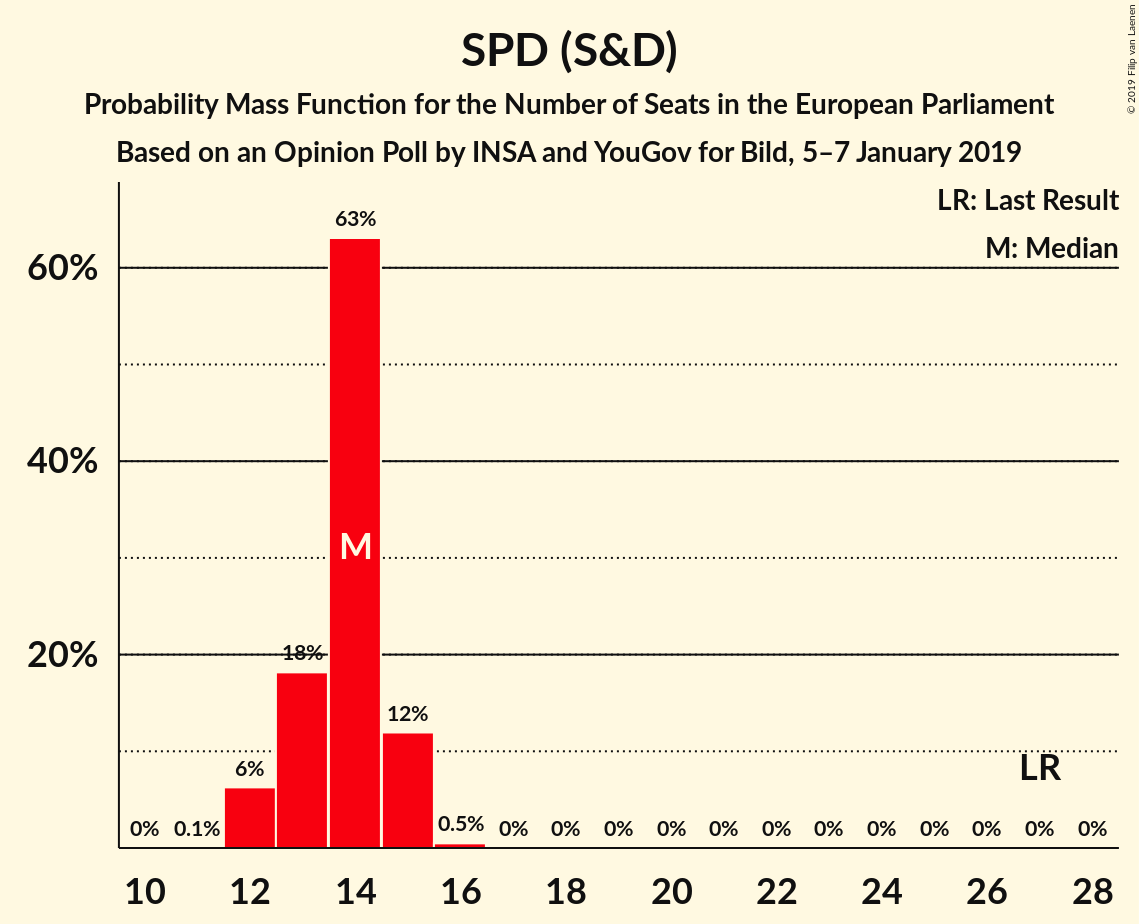 SPD (S&D)
Probability Mass Function for the Number of Seats in the European Parliament
Based on an Opinion Poll by INSA and YouGov for Bild, 5–7 January 2019
© 2019 Filip van Laenen
LR: Last Result
M: Median
63%
60%
40%
M
20%
18%
12%
6%
LR
0% 0.1% 0.5% 0% 0% 0% 0% 0% 0% 0% 0% 0% 0% 0% 0%
10 12 14 16 18 20 22 24 26 28